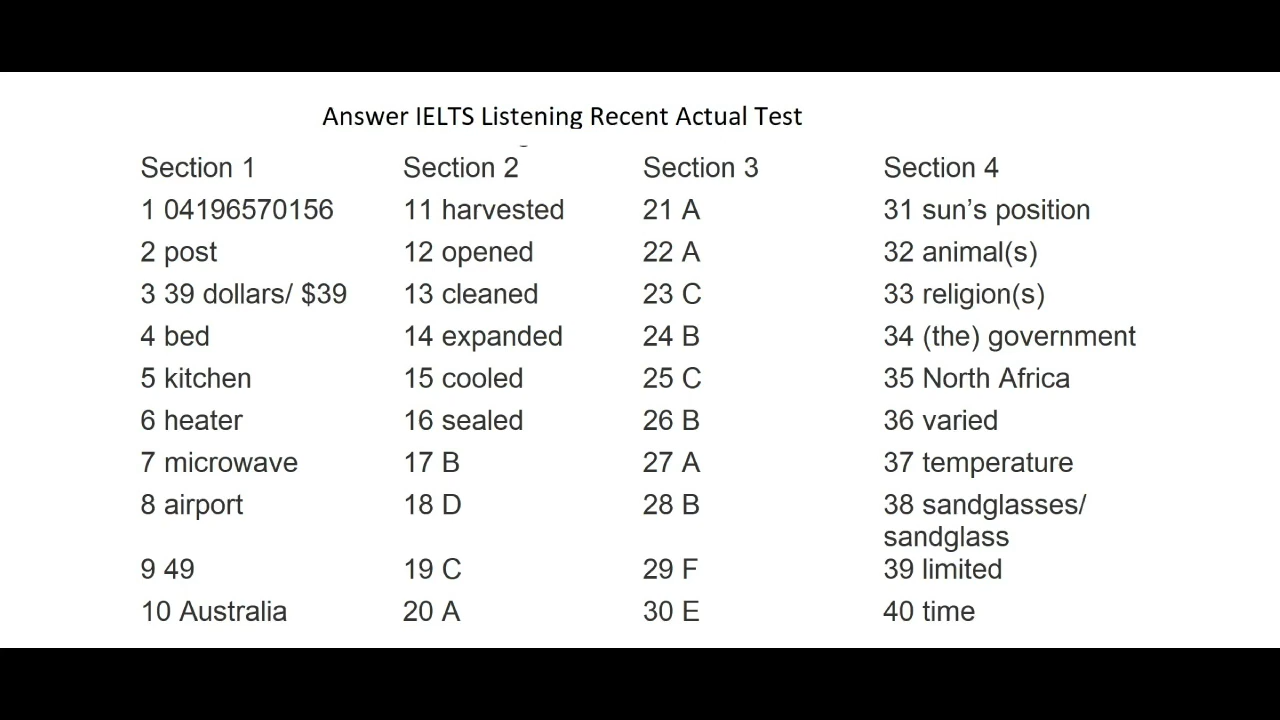 Answer IELTS Listening Recent Actual Test
Section 1
1 04196570156
2 post
3 39 dollars/ $39
4 bed
5 kitchen
6 heater
7 microwave
8 airport
9 49
10 Australia
Section 2
11 harvested
12 opened
13 cleaned
14 expanded
15 cooled
16 sealed
17 B
18 D
19 C
20 A
Section 3
21 A
22 A
23 C
24 B
25 C
26 B
27 A
28 B
29 F
30 E
Section 4
31 sun’s position
32 animal(s)
33 religion(s)
34 (the) government
35 North Africa
36 varied
37 temperature
38 sandglasses/
sandglass
39 limited
40 time